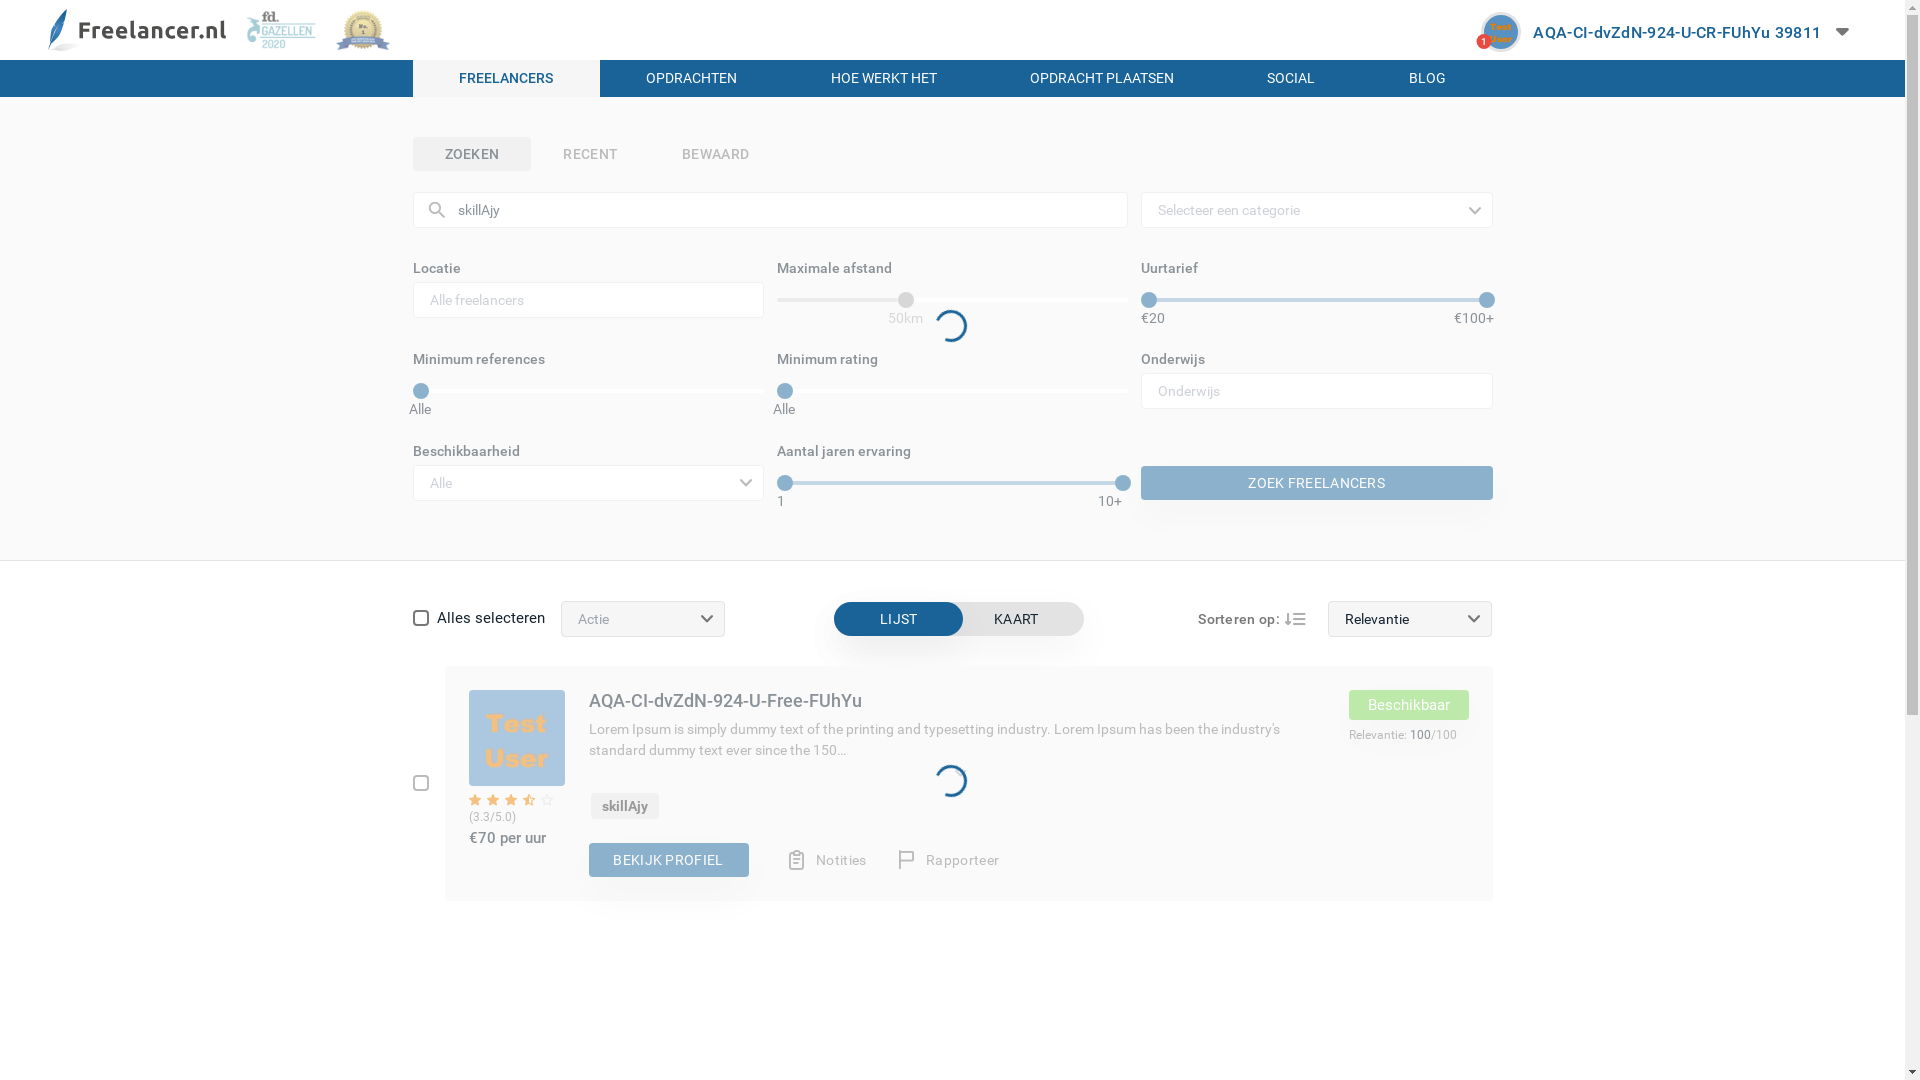 Freelancer.nl
fd.
GAZELLEN
2020
No.
1
Test
User
1
AQA-CI-dvZdN-924-U-CR-FUhYu 39811
FREELANCERS OPDRACHTEN HOE WERKT HET OPDRACHT PLAATSEN SOCIAL BLOG
ZOEKEN RECENT BEWAARD
skillAjy Selecteer een categorie
Locatie Maximale afstand Uurtarief
Alle freelancers
50km €20 €100+
Minimum references Minimum rating Onderwijs
Onderwijs
Alle Alle
Beschikbaarheid Aantal jaren ervaring
Alle ZOEK FREELANCERS
1 10+
Alles selecteren Actie LIJST KAART Sorteren op: Relevantie
Test
User
AQA-CI-dvZdN-924-U-Free-FUhYu Beschikbaar
Lorem Ipsum is simply dummy text of the printing and typesetting industry. Lorem Ipsum has been the industry's
standard dummy text ever since the 150...
Relevantie: 100/100
skillAjy
(3.3/5.0)
€70 per uur
BEKIJK PROFIEL Notities Rapporteer